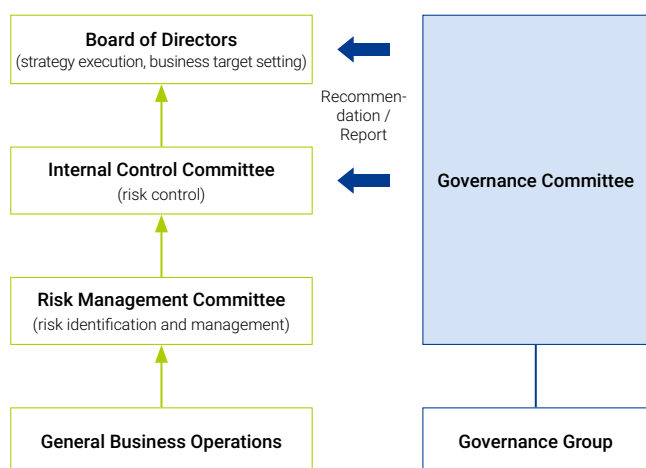 Board of Directors
(strategy execution, business target setting)
Recommen-
dation /
Report
Internal Control Committee
(risk control)
Governance Committee
Risk Management Committee
(risk identification and management)
General Business Operations
Governance Group